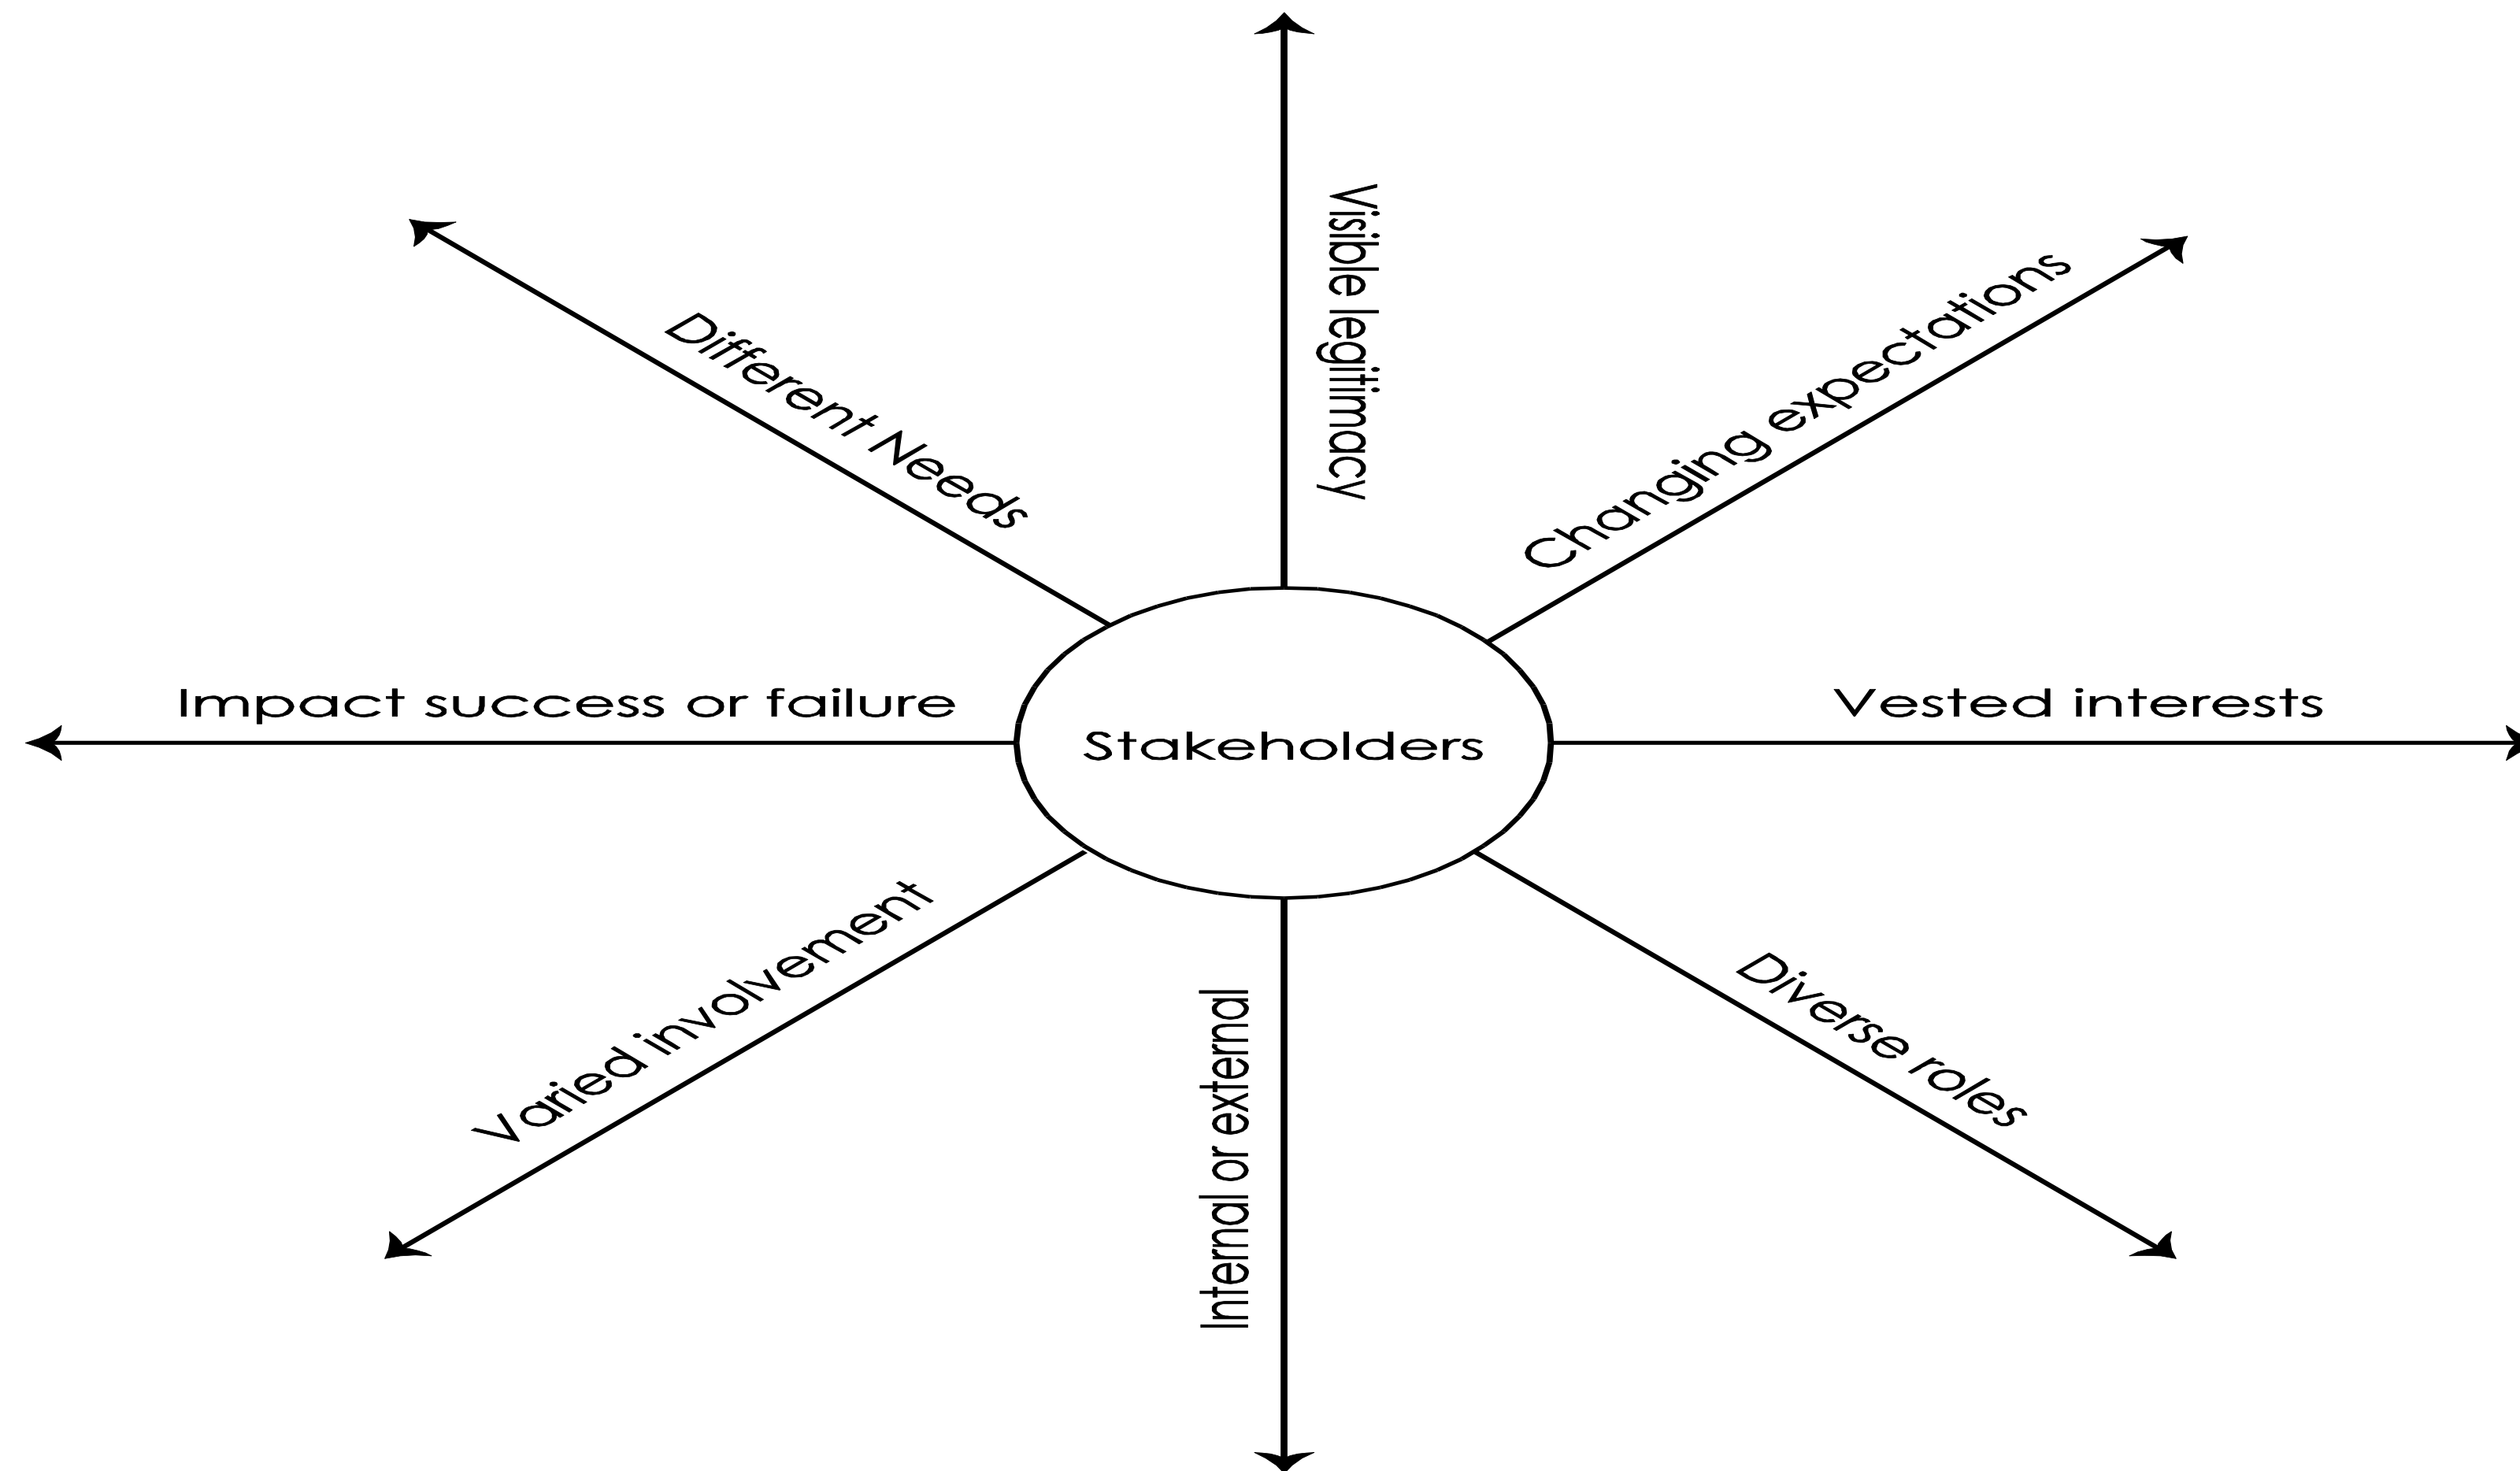 Visible legitimacy
Changing expectations
Different Needs
Impact success or failure
Vested interests
Stakeholders
Varied involvement
Diverse roles
Internal or external